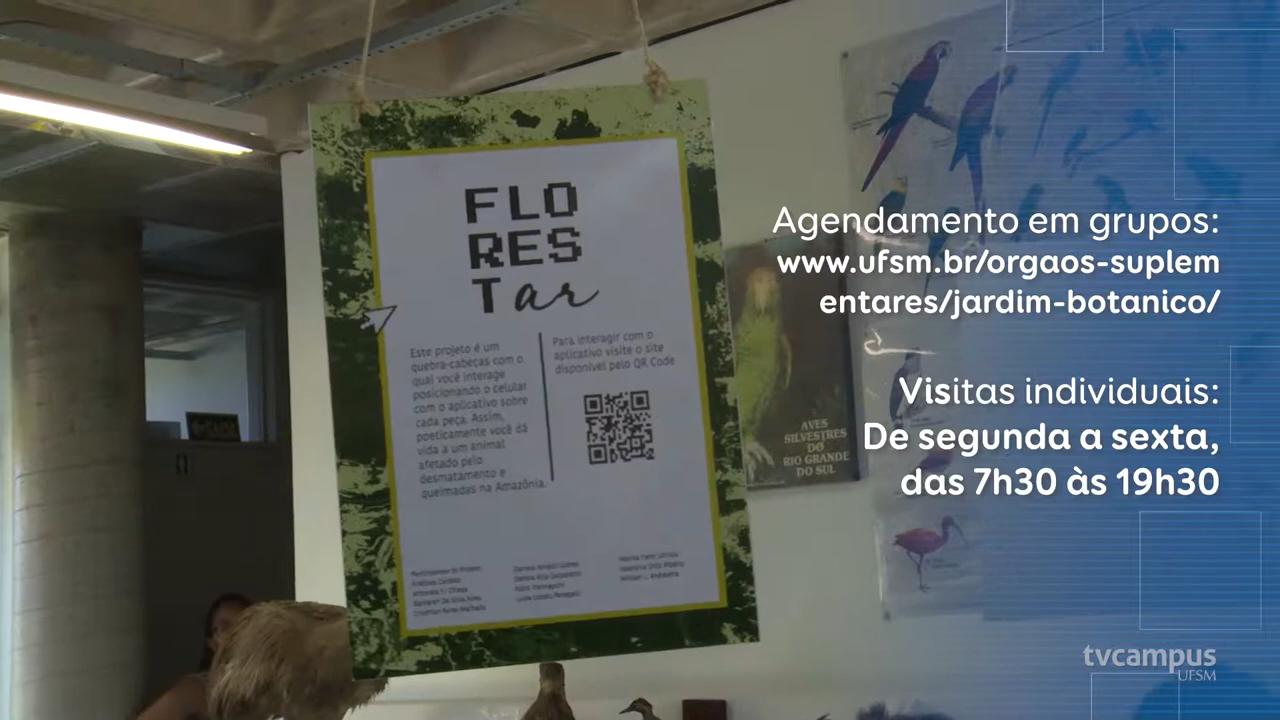 FLO
RES
Tar
Este projeto é um
quebra-cabeças com o
qual você interage
posicionando o celular
com o aplicativo sobre
cada peça. Assim,
poeticamente você dá
vida a um animal
afetado pelo
desmatamento e
queimadas na Amazônia.
Para interagir com o
aplicativo visite o site
disponível pelo QR Code
AVES
SILVESTRES
DO
RIO GRANDE
DO SUL
Agendamento em grupos:
www.ufsm.br/orgaos-suplem
entares/jardim-botanico/
Visitas individuais:
De segunda a sexta,
das 7h30 às 19h30
tvcampus
UFSM